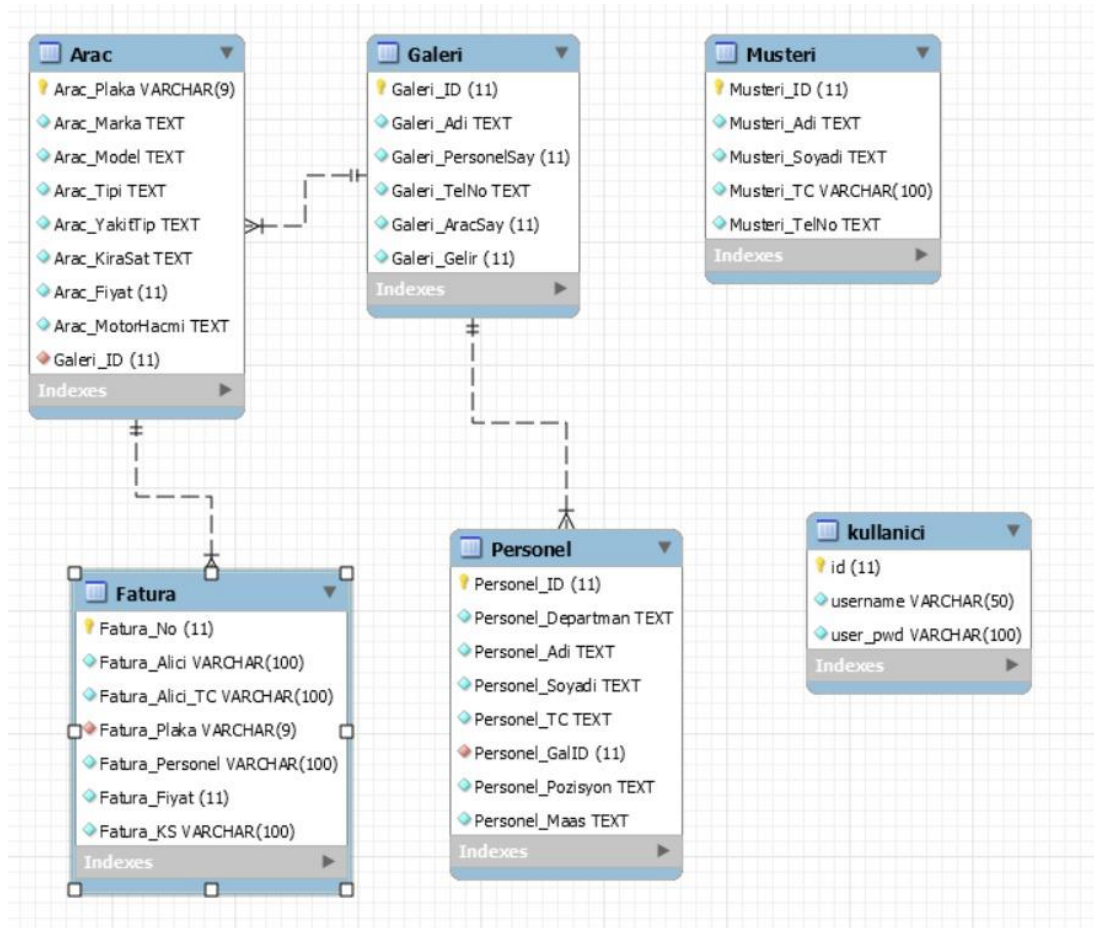 Arac
Arac_Plaka VARCHAR(9)
Arac_Marka TEXT
Arac_Model TEXT
Arac_Tipi TEXT
Arac_YakitTip TEXT
Arac_KiraSat TEXT
Arac_Fiyat (11)
Arac_MotorHacmi TEXT
Galeri_ID (11)
Indexes
Galeri
Galeri_ID (11)
Galeri_Adi TEXT
Galeri_PersonelSay (11)
Galeri_TelNo TEXT
Galeri_AracSay (11)
Galeri_Gelir (11)
Indexes
Musteri
Musteri_ID (11)
Musteri_Adi TEXT
Musteri_Soyadi TEXT
Musteri_TC VARCHAR(100)
Musteri_TelNo TEXT
Indexes
Fatura
Fatura_No (11)
Fatura_Alici VARCHAR(100)
Fatura_Alici_TC VARCHAR(100)
Fatura_Plaka VARCHAR(9)
Fatura_Personel VARCHAR(100)
Fatura_Fiyat (11)
Fatura_KS VARCHAR(100)
Indexes
Personel
Personel_ID (11)
Personel_Departman TEXT
Personel_Adi TEXT
Personel_Soyadi TEXT
Personel_TC TEXT
Personel_GalID (11)
Personel_Pozisyon TEXT
Personel_Maas TEXT
Indexes
kullanici
id (11)
username VARCHAR(50)
user_pwd VARCHAR(100)
Indexes